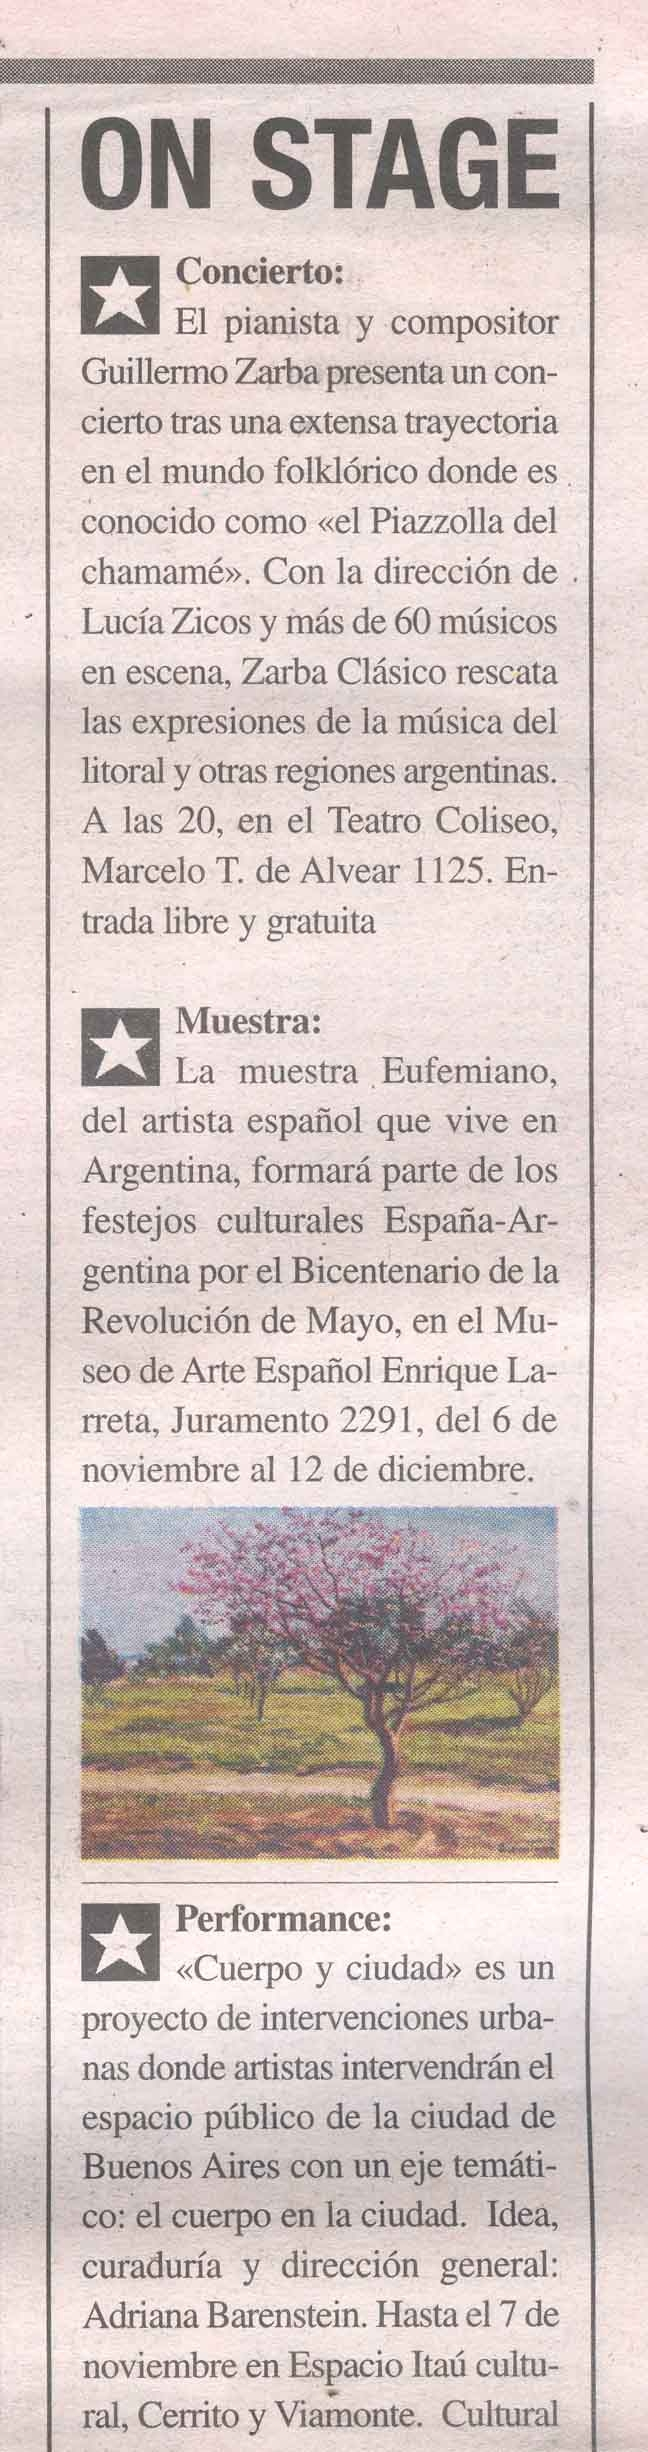 ON STAGE
Concierto:
El pianista y compositor
Guillermo Zarba presenta un con-
cierto tras una extensa trayectoria
en el mundo folklórico donde es
conocido como «el Piazzolla del
chamamé». Con la dirección de
Lucía Zicos y más de 60 músicos
en escena, Zarba Clásico rescata
las expresiones de la música del
litoral y otras regiones argentinas.
A las 20, en el Teatro Coliseo,
Marcelo T. de Alvear 1125. En-
trada libre y gratuita
Muestra:
La muestra Eufemiano,
del artista español que vive en
Argentina, formará parte de los
festejos culturales España-Ar-
gentina por el Bicentenario de la
Revolución de Mayo, en el Mu-
seo de Arte Español Enrique La-
rreta, Juramento 2291, del 6 de
noviembre al 12 de diciembre.
Performance:
«Cuerpo y ciudad» es un
proyecto de intervenciones urba-
nas donde artistas intervendrán el
espacio público de la ciudad de
Buenos Aires con un eje temáti-
co: el cuerpo en la ciudad. Idea,
curaduría y dirección general:
Adriana Barenstein. Hasta el 7 de
noviembre en Espacio Itaú cultu-
ral, Cerrito y Viamonte. Cultural